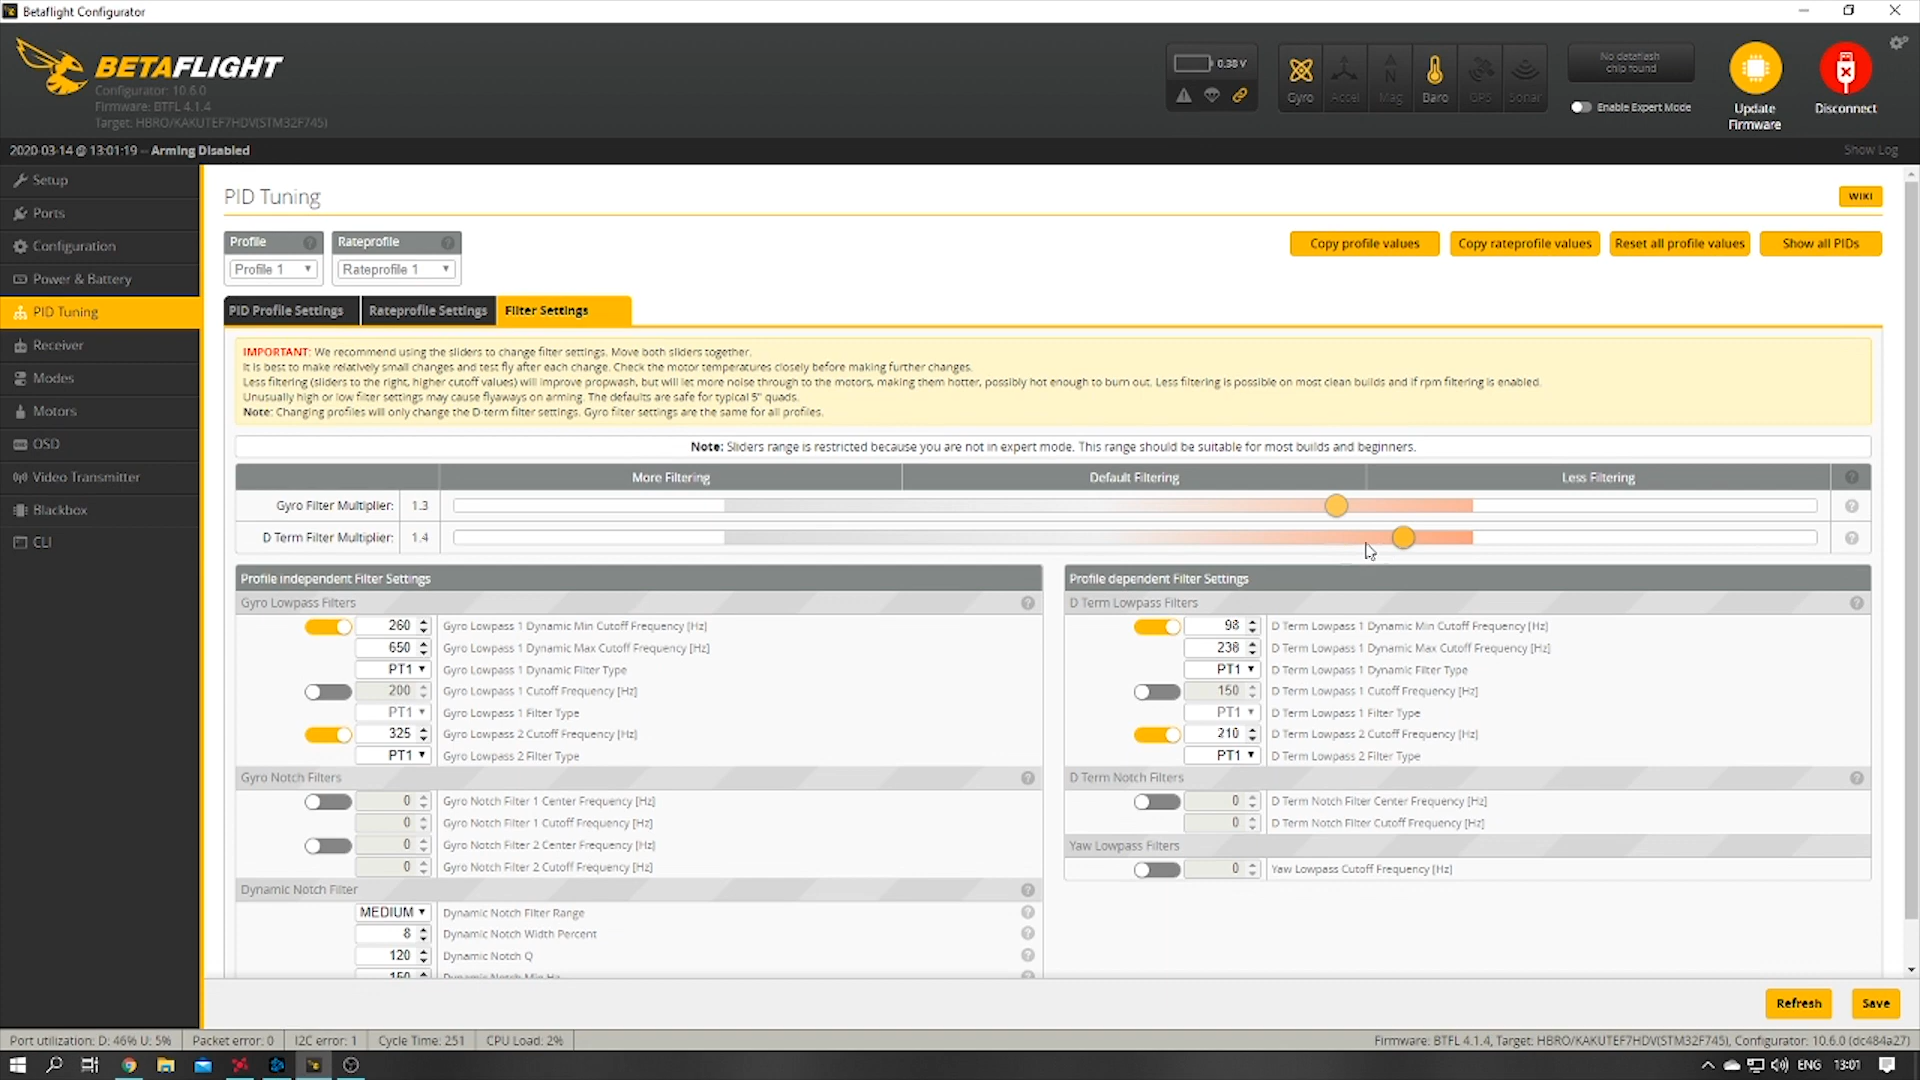 Betaflight Configurator
BETAFLIGHT
Configurator: 10.6.0
Firmware: BTFL 4.1.4
Target: HBRO/KAKUTEF7HDV(STM32F745)
0.38 V
Gyro Accel Mag Baro GPS Sonar
No dataflash
chip found
Enable Expert Mode
Update
Firmware
Disconnect
2020-03-14 @ 13:01:19 -- Arming Disabled
Show Log
Setup
Ports
Configuration
Power & Battery
PID Tuning
Receiver
Modes
Motors
OSD
Video Transmitter
Blackbox
CLI
PID Tuning
WIKI
Profile
Rateprofile
Profile 1
Rateprofile 1
Copy profile values
Copy rateprofile values
Reset all profile values
Show all PIDs
PID Profile Settings
Rateprofile Settings
Filter Settings
IMPORTANT: We recommend using the sliders to change filter settings. Move both sliders together.
It is best to make relatively small changes and test fly after each change. Check the motor temperatures closely before making further changes.
Less filtering (sliders to the right, higher cutoff values) will improve propwash, but will let more noise through to the motors, making them hotter, possibly hot enough to burn out. Less filtering is possible on most clean builds and if rpm filtering is enabled.
Unusually high or low filter settings may cause flyaways on arming. The defaults are safe for typical 5" quads.
Note: Changing profiles will only change the D-term filter settings. Gyro filter settings are the same for all profiles.
Note: Sliders range is restricted because you are not in expert mode. This range should be suitable for most builds and beginners.
More Filtering
Default Filtering
Less Filtering
Gyro Filter Multiplier: 1.3
D Term Filter Multiplier: 1.4
Profile independent Filter Settings
Gyro Lowpass Filters
260 Gyro Lowpass 1 Dynamic Min Cutoff Frequency [Hz]
650 Gyro Lowpass 1 Dynamic Max Cutoff Frequency [Hz]
PT1 Gyro Lowpass 1 Dynamic Filter Type
200 Gyro Lowpass 1 Cutoff Frequency [Hz]
PT1 Gyro Lowpass 1 Filter Type
325 Gyro Lowpass 2 Cutoff Frequency [Hz]
PT1 Gyro Lowpass 2 Filter Type
Gyro Notch Filters
0 Gyro Notch Filter 1 Center Frequency [Hz]
0 Gyro Notch Filter 1 Cutoff Frequency [Hz]
0 Gyro Notch Filter 2 Center Frequency [Hz]
0 Gyro Notch Filter 2 Cutoff Frequency [Hz]
Dynamic Notch Filter
MEDIUM Dynamic Notch Filter Range
8 Dynamic Notch Width Percent
120 Dynamic Notch Q
150 Dynamic Notch Min Hz
Profile dependent Filter Settings
D Term Lowpass Filters
98 D Term Lowpass 1 Dynamic Min Cutoff Frequency [Hz]
238 D Term Lowpass 1 Dynamic Max Cutoff Frequency [Hz]
PT1 D Term Lowpass 1 Dynamic Filter Type
150 D Term Lowpass 1 Cutoff Frequency [Hz]
PT1 D Term Lowpass 1 Filter Type
210 D Term Lowpass 2 Cutoff Frequency [Hz]
PT1 D Term Lowpass 2 Filter Type
D Term Notch Filters
0 D Term Notch Filter Center Frequency [Hz]
0 D Term Notch Filter Cutoff Frequency [Hz]
Yaw Lowpass Filters
0 Yaw Lowpass Cutoff Frequency [Hz]
Refresh
Save
Port utilization: D: 46% U: 5%
Packet error: 0
I2C error: 1
Cycle Time: 251
CPU Load: 2%
Firmware: BTFL 4.1.4, Target: HBRO/KAKUTEF7HDV(STM32F745), Configurator: 10.6.0 (dc484a27)
ENG 13:01